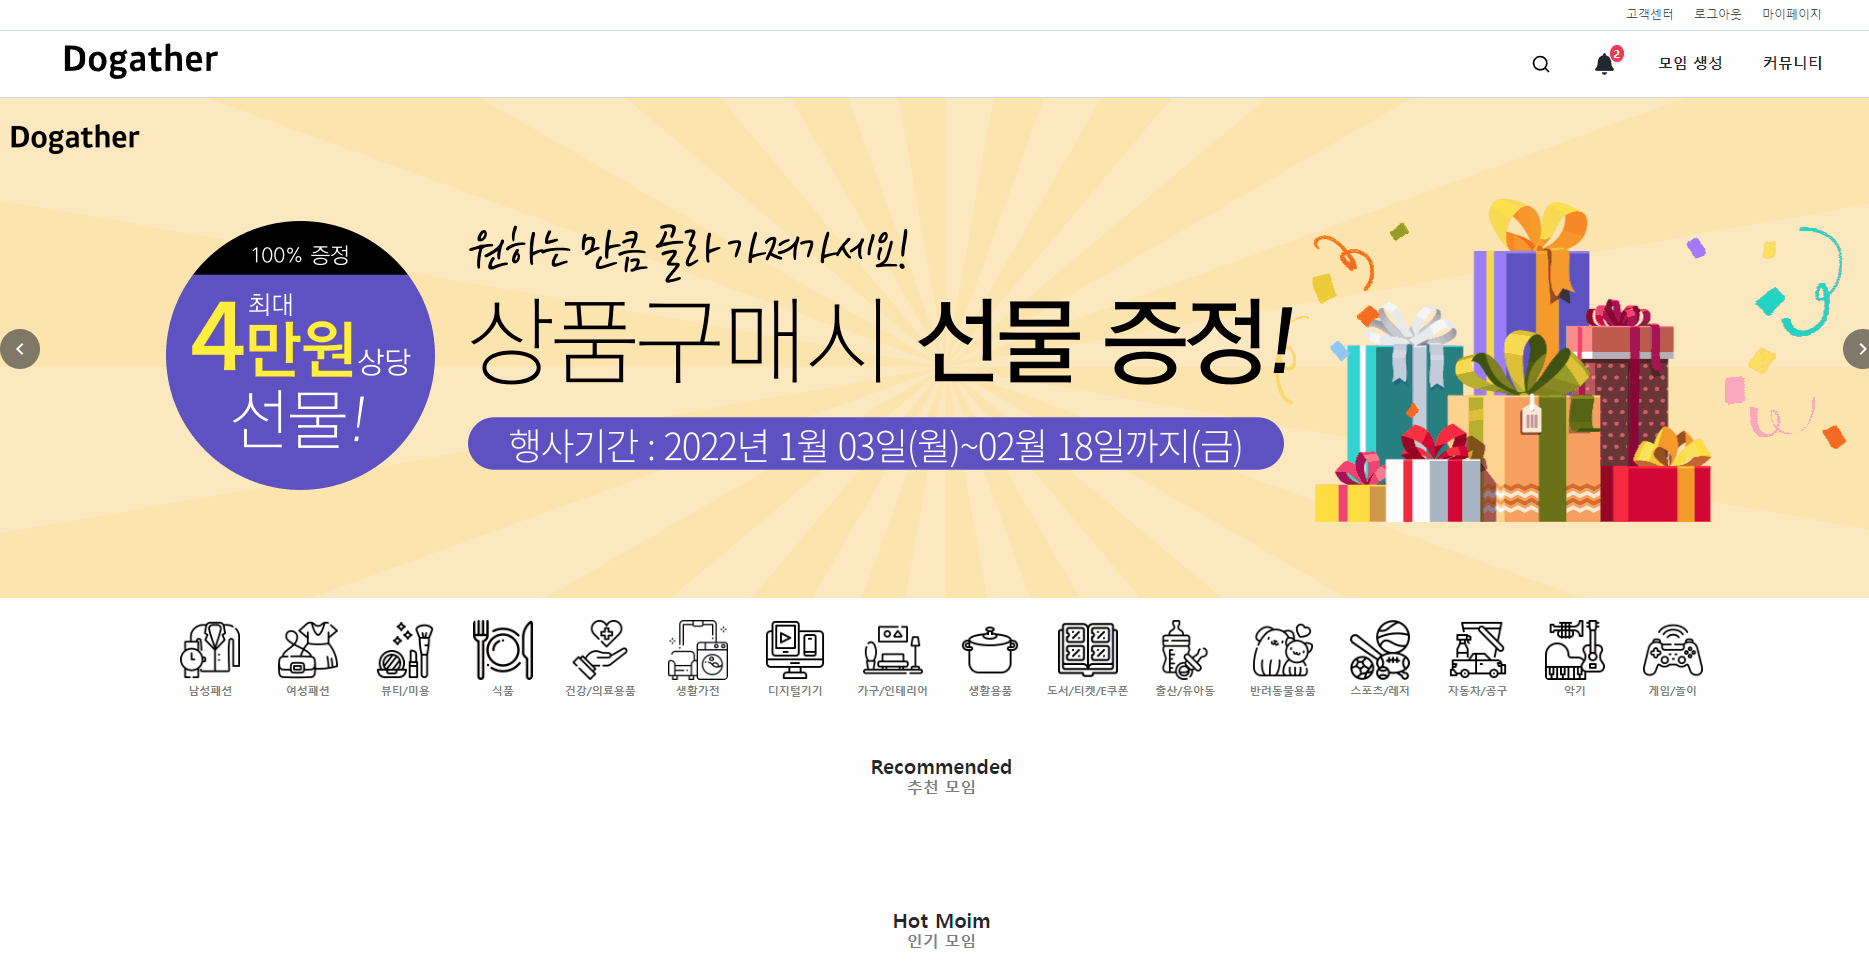 고객센터 로그아웃 마이페이지
Dogather
2
모임 생성 커뮤니티
Dogather
100% 증정
최대
4만원상당
선물!
원하는 만큼 골라 가져가세요!
상품구매시 선물 증정!
행사기간 : 2022년 1월 03일(월)~02월 18일까지(금)
남성패션 여성패션 뷰티/미용 식품 건강/의료용품 생활가전 디지털기기 가구/인테리어 생활용품 도서/티켓/E쿠폰 출산/유아동 반려동물용품 스포츠/레저 자동차/공구 악기 게임/놀이
Recommended
추천 모임
Hot Moim
인기 모임